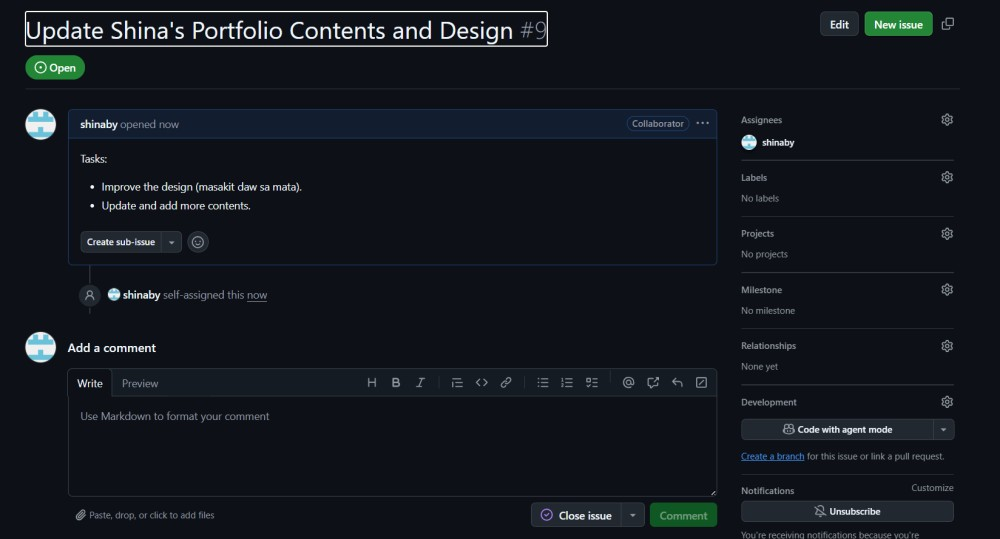 Update Shina's Portfolio Contents and Design #9
Edit
New issue
Open
shinaby opened now
Collaborator
Tasks:
Improve the design (masakit daw sa mata).
Update and add more contents.
Create sub-issue
shinaby self-assigned this now
Add a comment
Write
Preview
Use Markdown to format your comment
Paste, drop, or click to add files
Close issue
Comment
Assignees
shinaby
Labels
No labels
Projects
No projects
Milestone
No milestone
Relationships
None yet
Development
Code with agent mode
Create a branch for this issue or link a pull request.
Notifications
Customize
Unsubscribe
You're receiving notifications because you're